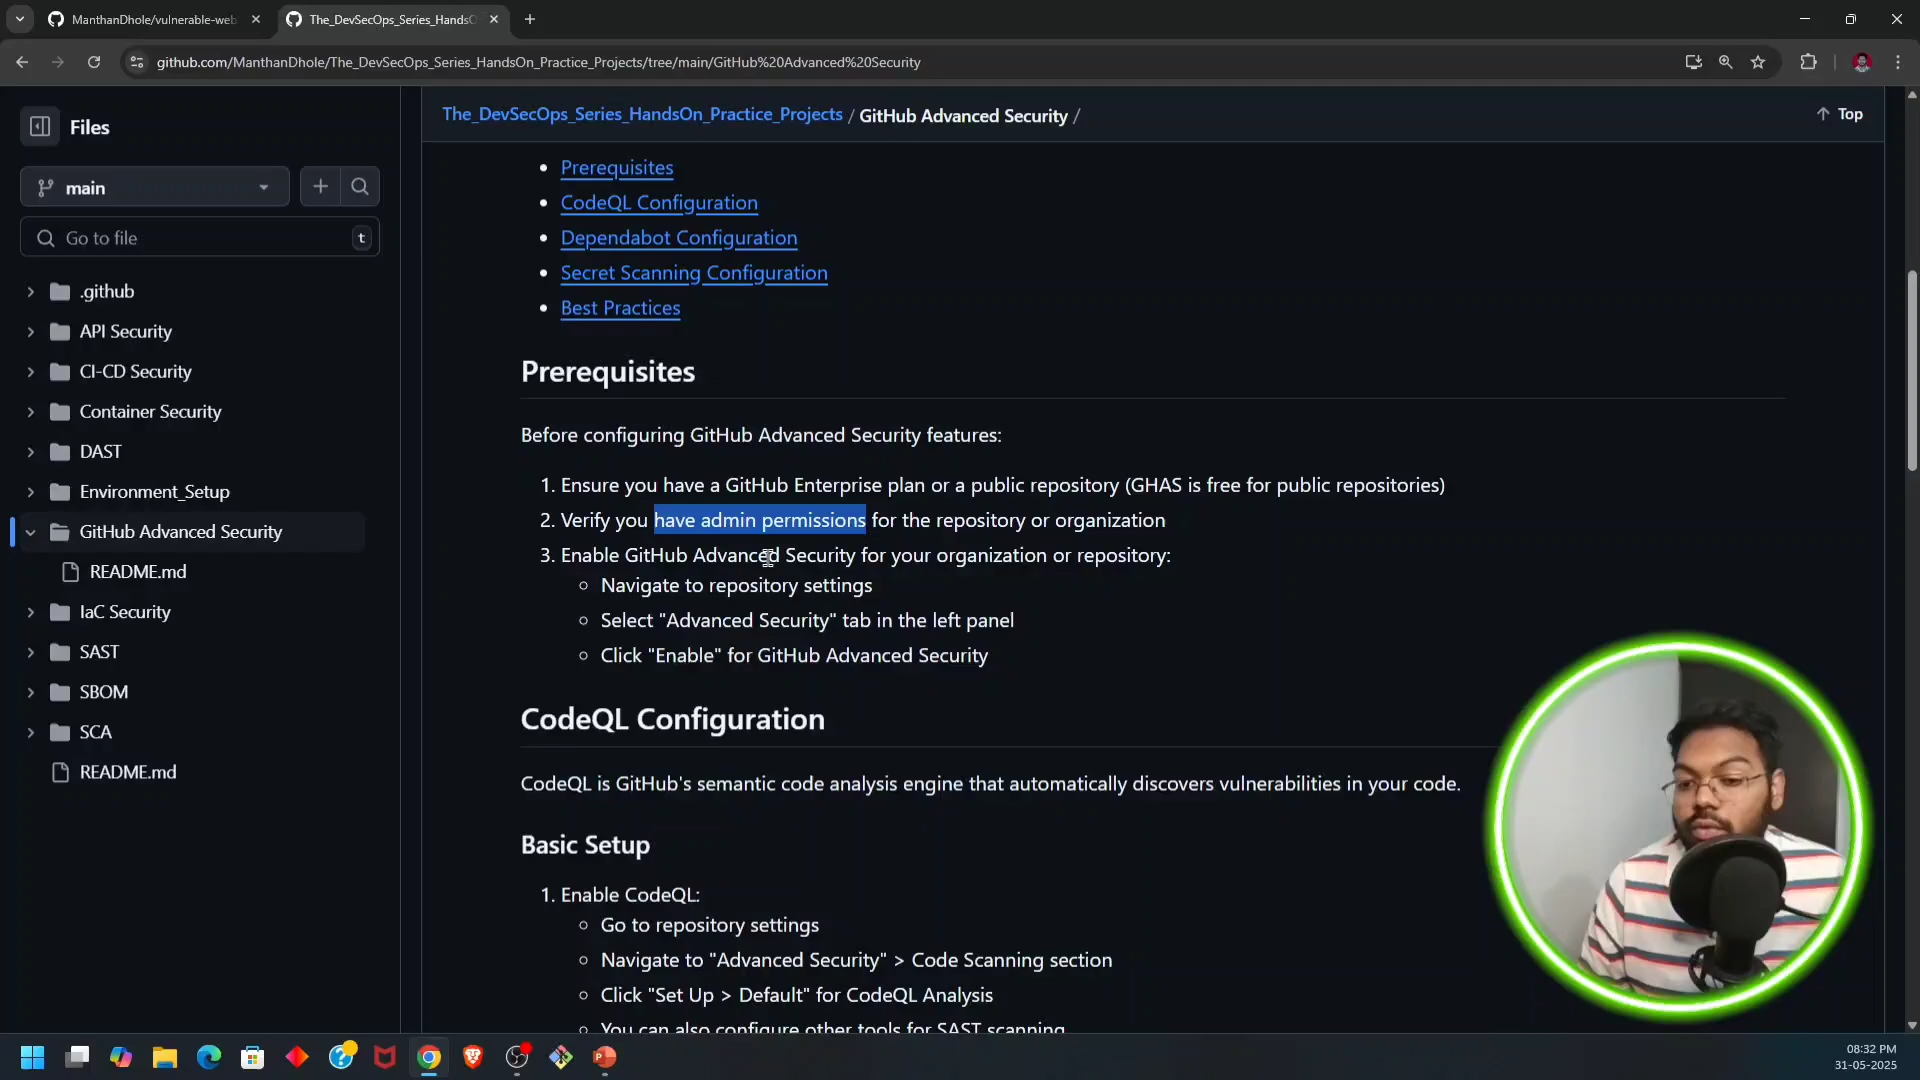 ManthanDhole/vulnerable-web
The_DevSecOps_Series_HandsO
github.com/ManthanDhole/The_DevSecOps_Series_HandsOn_Practice_Projects/tree/main/GitHub%20Advanced%20Security
Files
main
Go to file
t
.github
API Security
CI-CD Security
Container Security
DAST
Environment_Setup
GitHub Advanced Security
README.md
IaC Security
SAST
SBOM
SCA
README.md
The_DevSecOps_Series_HandsOn_Practice_Projects / GitHub Advanced Security /
Top
Prerequisites
CodeQL Configuration
Dependabot Configuration
Secret Scanning Configuration
Best Practices
Prerequisites
Before configuring GitHub Advanced Security features:
1. Ensure you have a GitHub Enterprise plan or a public repository (GHAS is free for public repositories)
2. Verify you have admin permissions for the repository or organization
3. Enable GitHub Advanced Security for your organization or repository:
Navigate to repository settings
Select "Advanced Security" tab in the left panel
Click "Enable" for GitHub Advanced Security
CodeQL Configuration
CodeQL is GitHub's semantic code analysis engine that automatically discovers vulnerabilities in your code.
Basic Setup
1. Enable CodeQL:
Go to repository settings
Navigate to "Advanced Security" > Code Scanning section
Click "Set Up > Default" for CodeQL Analysis
You can also configure other tools for SAST scanning
08:32 PM
31-05-2025